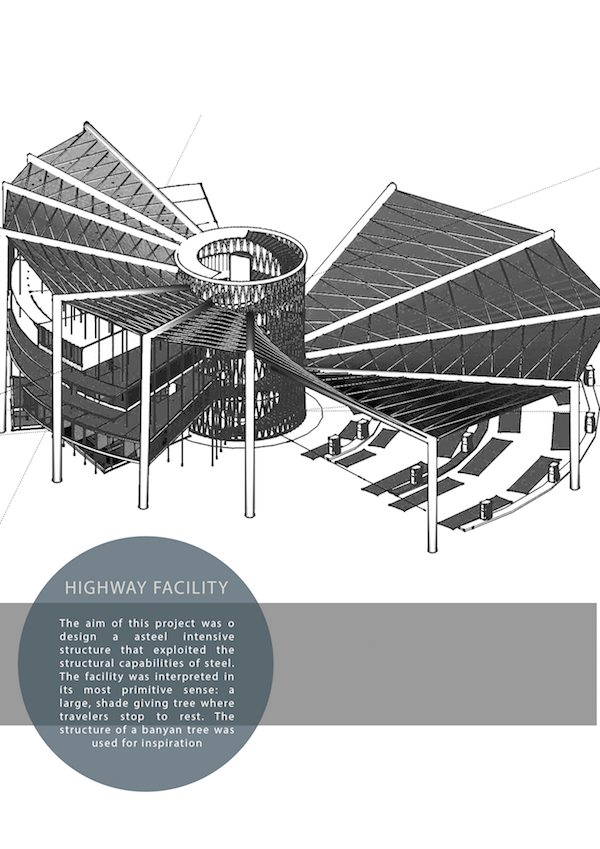 HIGHWAY FACILITY
The aim of this project was o
design a asteel intensive
structure that exploited the
structural capabilities of steel.
The facility was interpreted in
its most primitive sense: a
large, shade giving tree where
travelers stop to rest. The
structure of a banyan tree was
used for inspiration